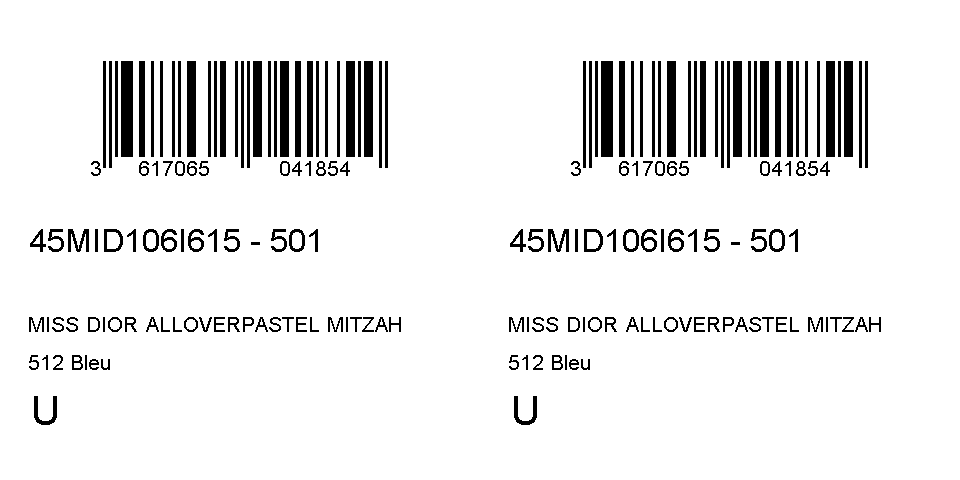 3 617065 041854
45MID106I615 - 501
MISS DIOR ALLOVERPASTEL MITZAH
512 Bleu
U
3 617065 041854
45MID106I615 - 501
MISS DIOR ALLOVERPASTEL MITZAH
512 Bleu
U